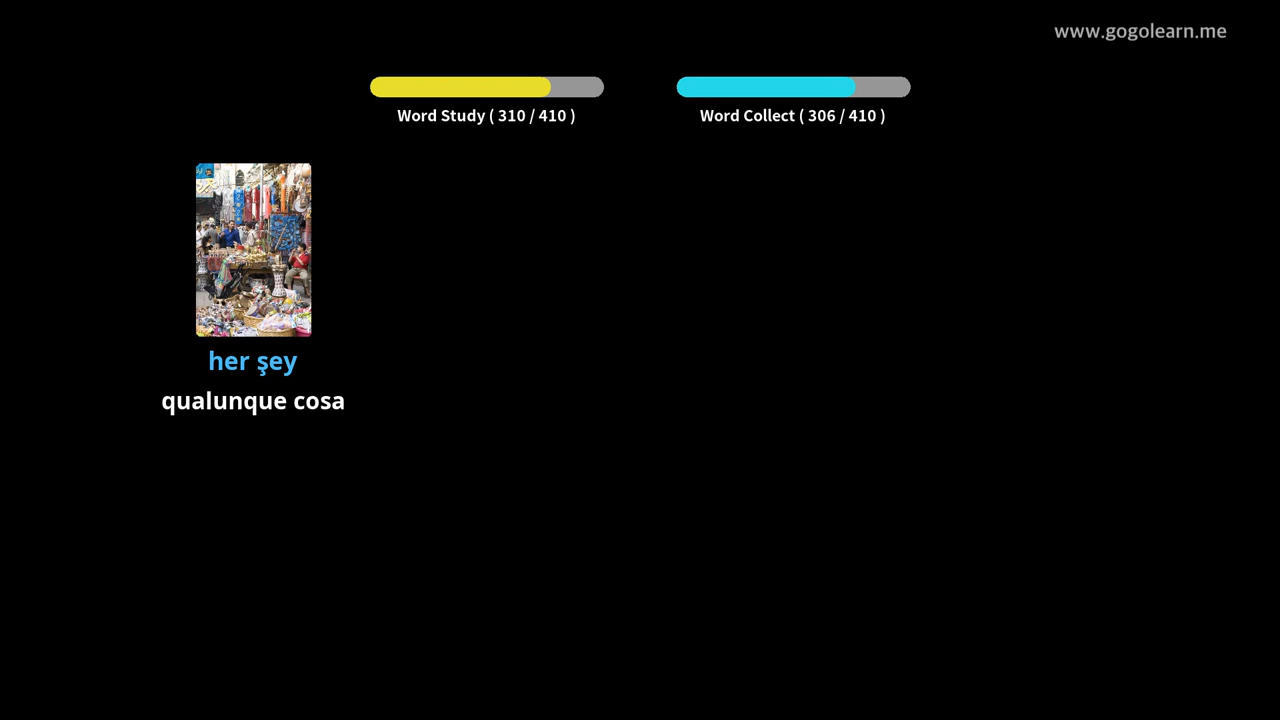 www.gogolearn.me
Word Study ( 310 / 410 )
Word Collect ( 306 / 410 )
her şey
qualunque cosa